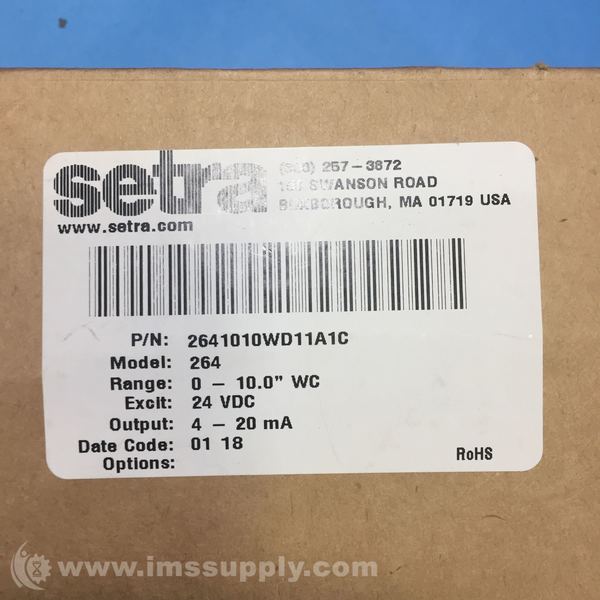 setra
257-3872
SWANSON ROAD
BOXBOROUGH, MA 01719 USA
www.setra.com
P/N: 2641010WD11A1C
Model: 264
Range: 0 - 10.0" WC
Excit: 24 VDC
Output: 4 - 20 mA
Date Code: 01 18
Options:
RoHS
www.imssupply.com